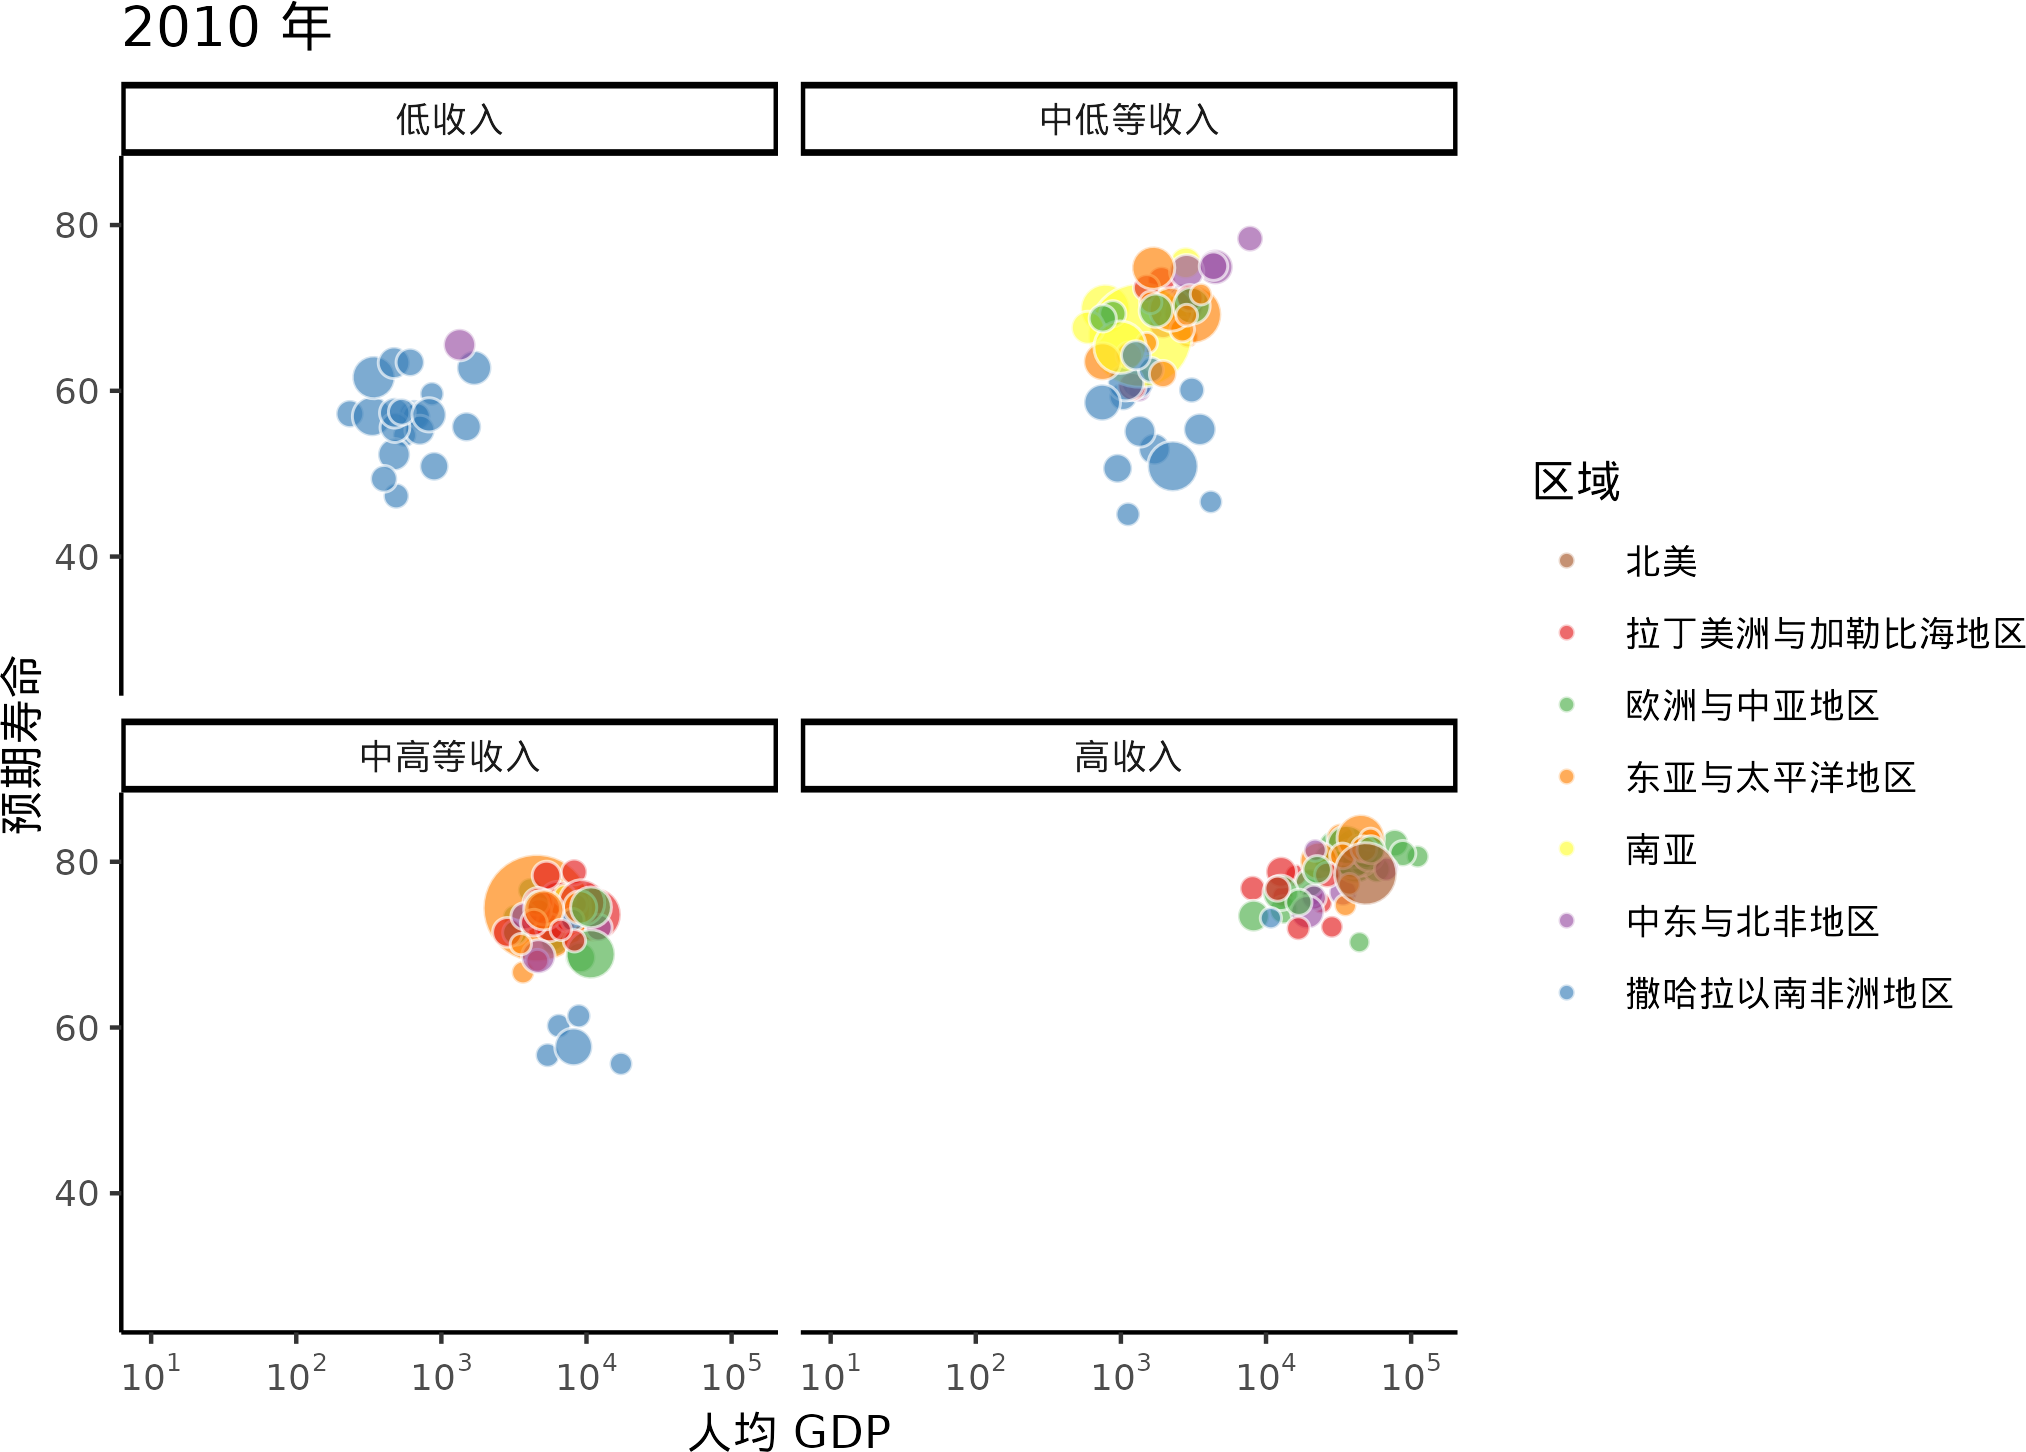 2010 年
低收入
中低等收入
80
60
40
中高等收入
高收入
80
60
40
10¹ 10² 10³ 10⁴ 10⁵
10¹ 10² 10³ 10⁴ 10⁵
人均 GDP
预期寿命
区域
北美
拉丁美洲与加勒比海地区
欧洲与中亚地区
东亚与太平洋地区
南亚
中东与北非地区
撒哈拉以南非洲地区